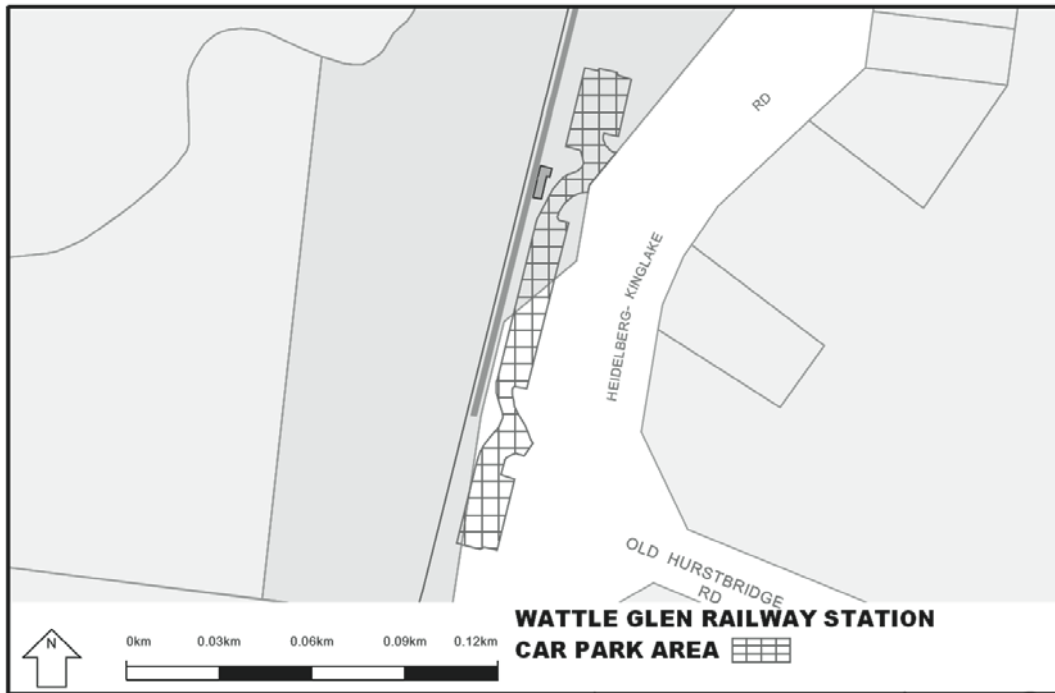 RD
HEIDELBERG- KINGLAKE
OLD HURSTBRIDGE
RD
N
0km 0.03km 0.06km 0.09km 0.12km
WATTLE GLEN RAILWAY STATION
CAR PARK AREA